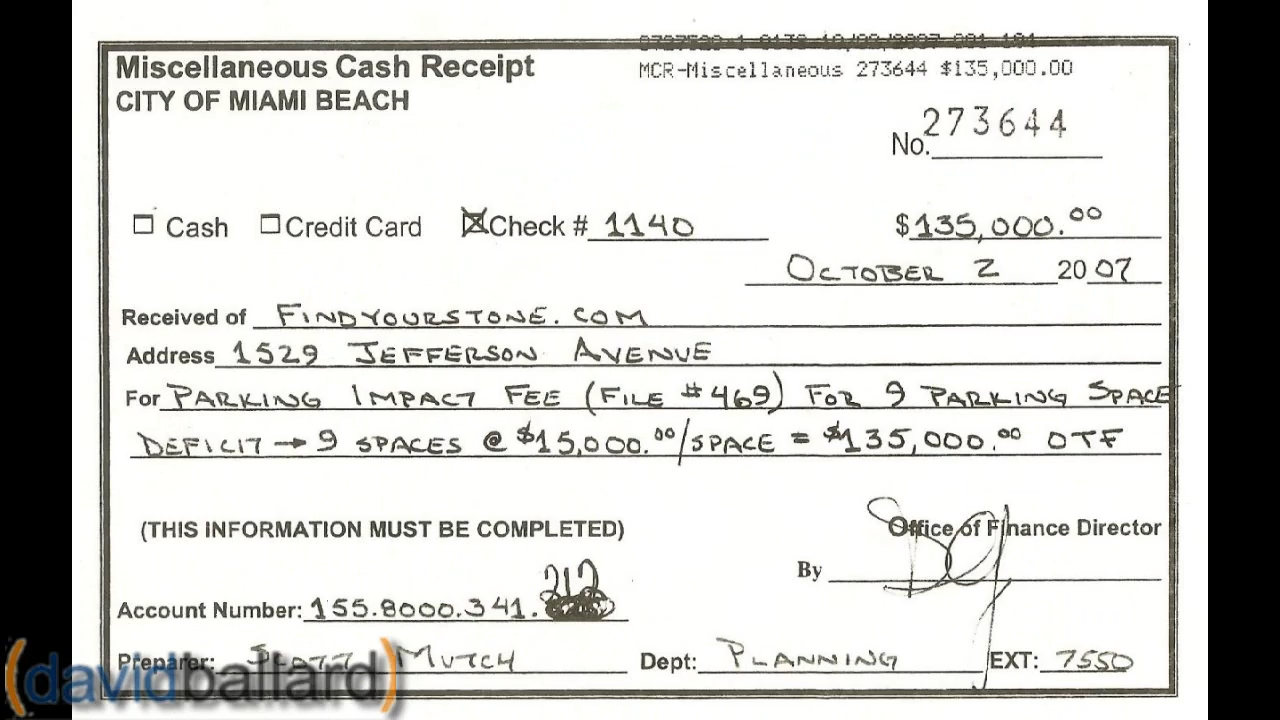 MCR-Miscellaneous 273644 $135,000.00
Miscellaneous Cash Receipt
CITY OF MIAMI BEACH
No. 273644
Cash Credit Card Check # 1140 $135,000.00
OCTOBER 2 2007
Received of FINDYOURSTONE.COM
Address 1529 JEFFERSON AVENUE
For PARKING IMPACT FEE (FILE #469) FOR 9 PARKING SPACE
DEFICIT → 9 SPACES @ $15,000.00/SPACE = $135,000.00 OTF
(THIS INFORMATION MUST BE COMPLETED)
Office of Finance Director
By
212
Account Number: 155.8000.341.
Preparer: SCOTT MUTCH Dept: PLANNING EXT: 7550
(davidballard)